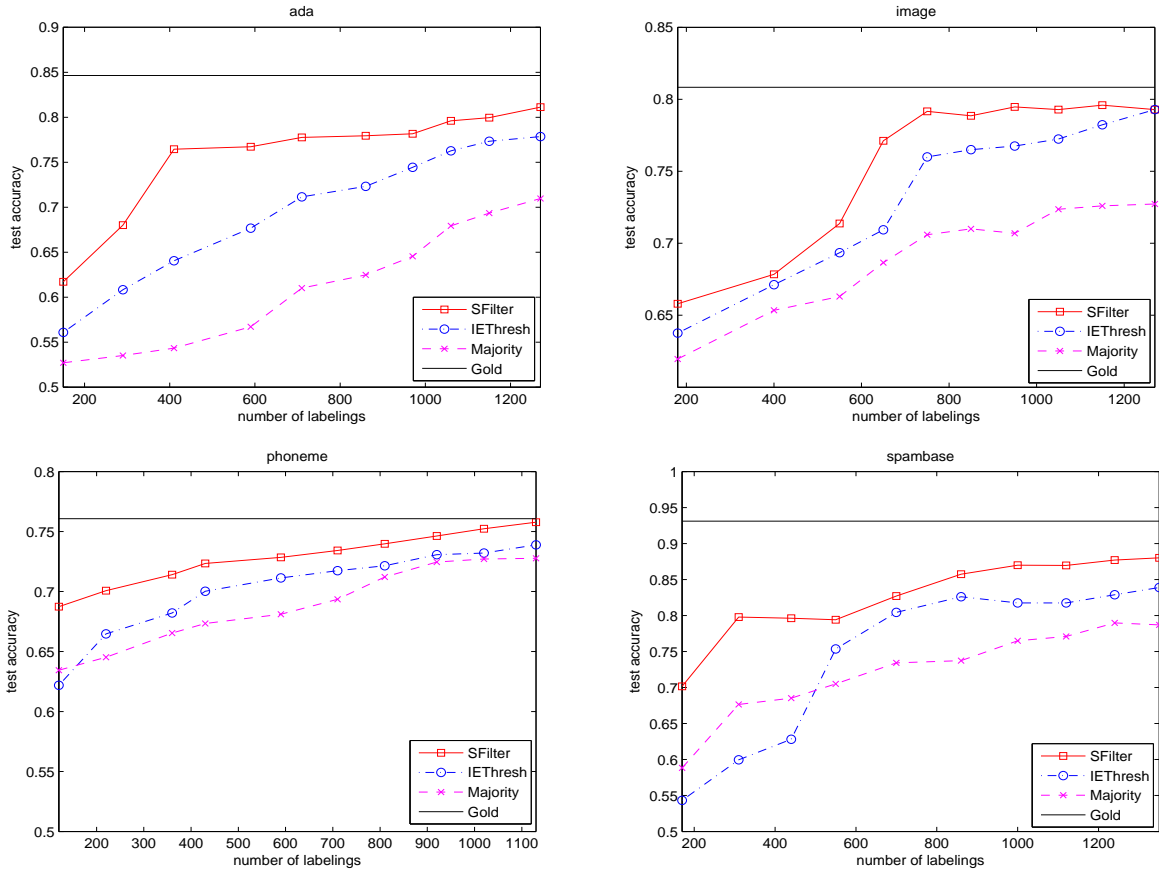 ada
0.9
0.85
0.8
0.75
0.7
0.65
0.6
0.55
0.5
test accuracy
200 400 600 800 1000 1200
number of labelings
SFilter
IEThresh
Majority
Gold
image
0.85
0.8
0.75
0.7
0.65
test accuracy
200 400 600 800 1000 1200
number of labelings
SFilter
IEThresh
Majority
Gold
phoneme
0.8
0.75
0.7
0.65
0.6
0.55
0.5
test accuracy
200 300 400 500 600 700 800 900 1000 1100
number of labelings
SFilter
IEThresh
Majority
Gold
spambase
1
0.95
0.9
0.85
0.8
0.75
0.7
0.65
0.6
0.55
0.5
test accuracy
200 400 600 800 1000 1200
number of labelings
SFilter
IEThresh
Majority
Gold